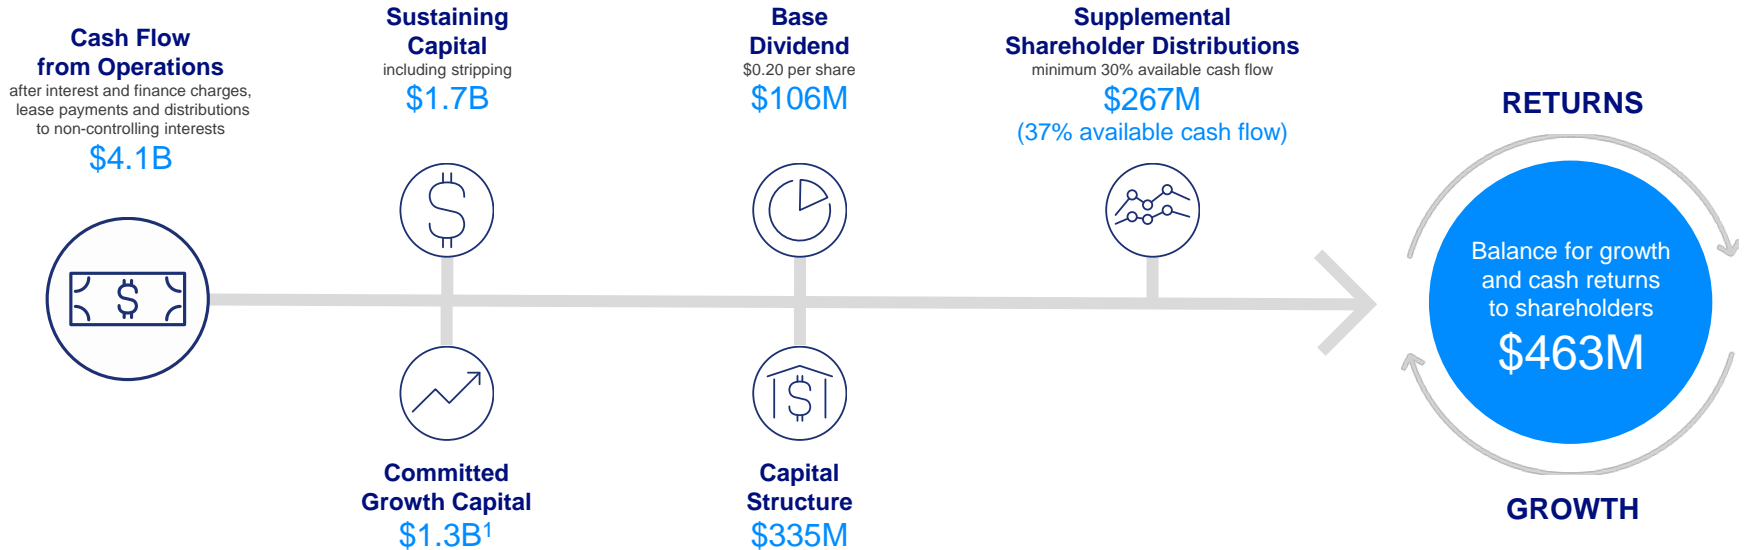 Cash Flow
from Operations
after interest and finance charges,
lease payments and distributions
to non-controlling interests
$4.1B
Sustaining
Capital
including stripping
$1.7B
Base
Dividend
$0.20 per share
$106M
Supplemental
Shareholder Distributions
minimum 30% available cash flow
$267M
(37% available cash flow)
Committed
Growth Capital
$1.3B¹
Capital
Structure
$335M
RETURNS
Balance for growth
and cash returns
to shareholders
$463M
GROWTH